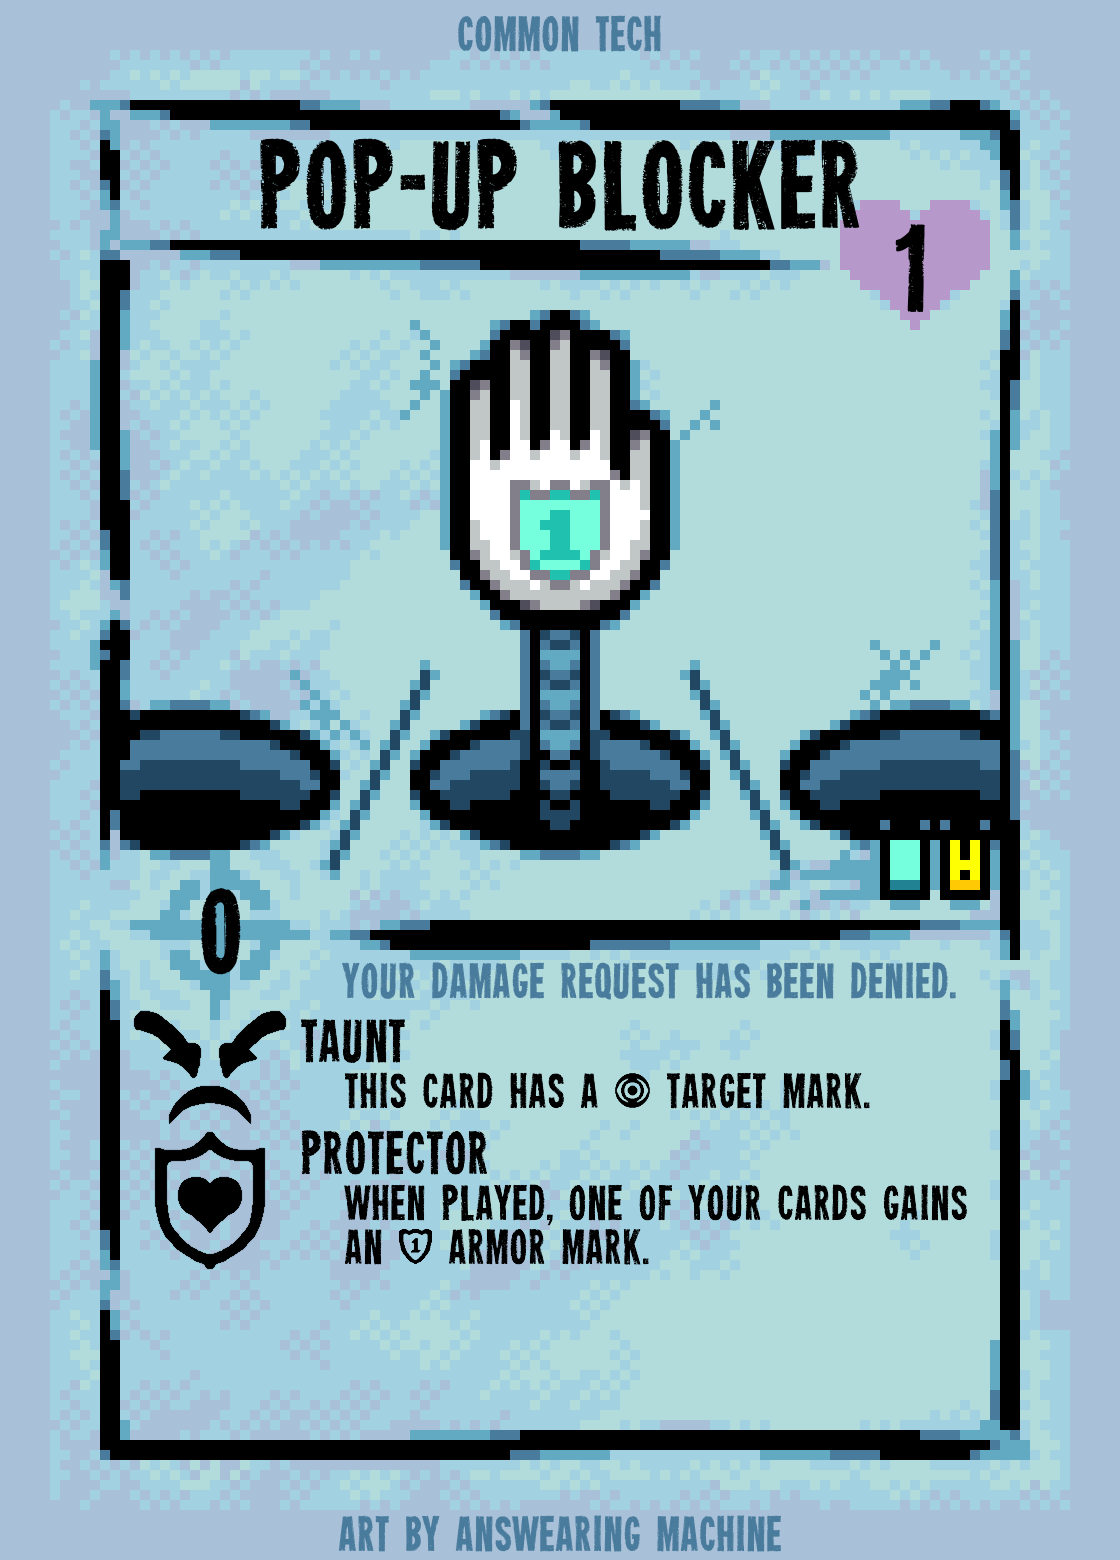 COMMON TECH
POP-UP BLOCKER
1
1
0
YOUR DAMAGE REQUEST HAS BEEN DENIED.
TAUNT
THIS CARD HAS A TARGET MARK.
PROTECTOR
WHEN PLAYED, ONE OF YOUR CARDS GAINS
AN 1 ARMOR MARK.
ART BY ANSWEARING MACHINE